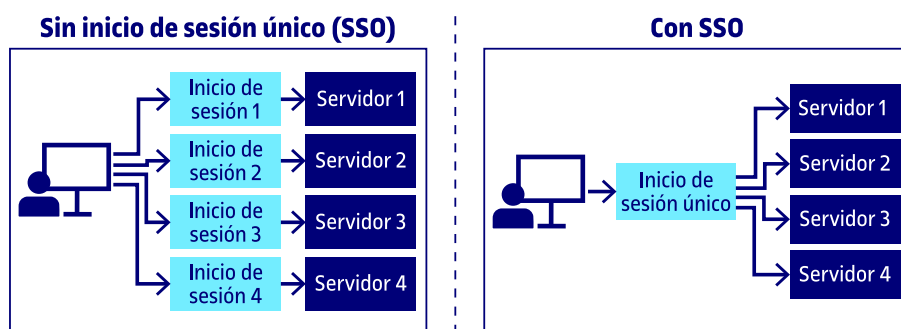 Sin inicio de sesión único (SSO)
Inicio de
sesión 1
Servidor 1
Inicio de
sesión 2
Servidor 2
Inicio de
sesión 3
Servidor 3
Inicio de
sesión 4
Servidor 4
Con SSO
Inicio de
sesión único
Servidor 1
Servidor 2
Servidor 3
Servidor 4